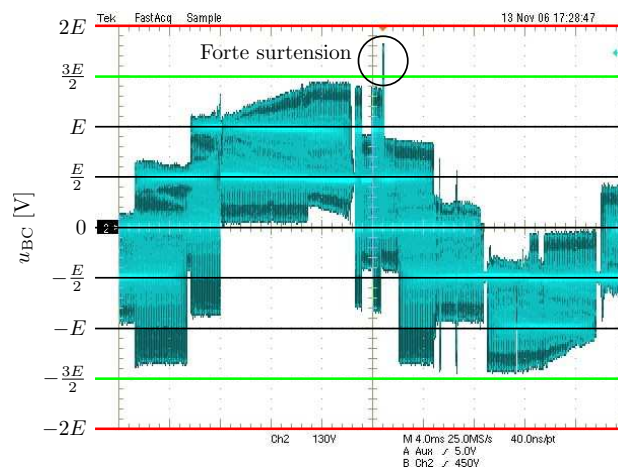 Tek FastAcq Sample 13 Nov 06 17:28:47
2E
Forte surtension
3E/2
E
E/2
u_BC [V]
2
0
−E/2
−E
−3E/2
−2E
Ch2 130V M 4.0ms 25.0MS/s 40.0ns/pt
A Aux ∕ 5.0V
B Ch2 ∕ 450V